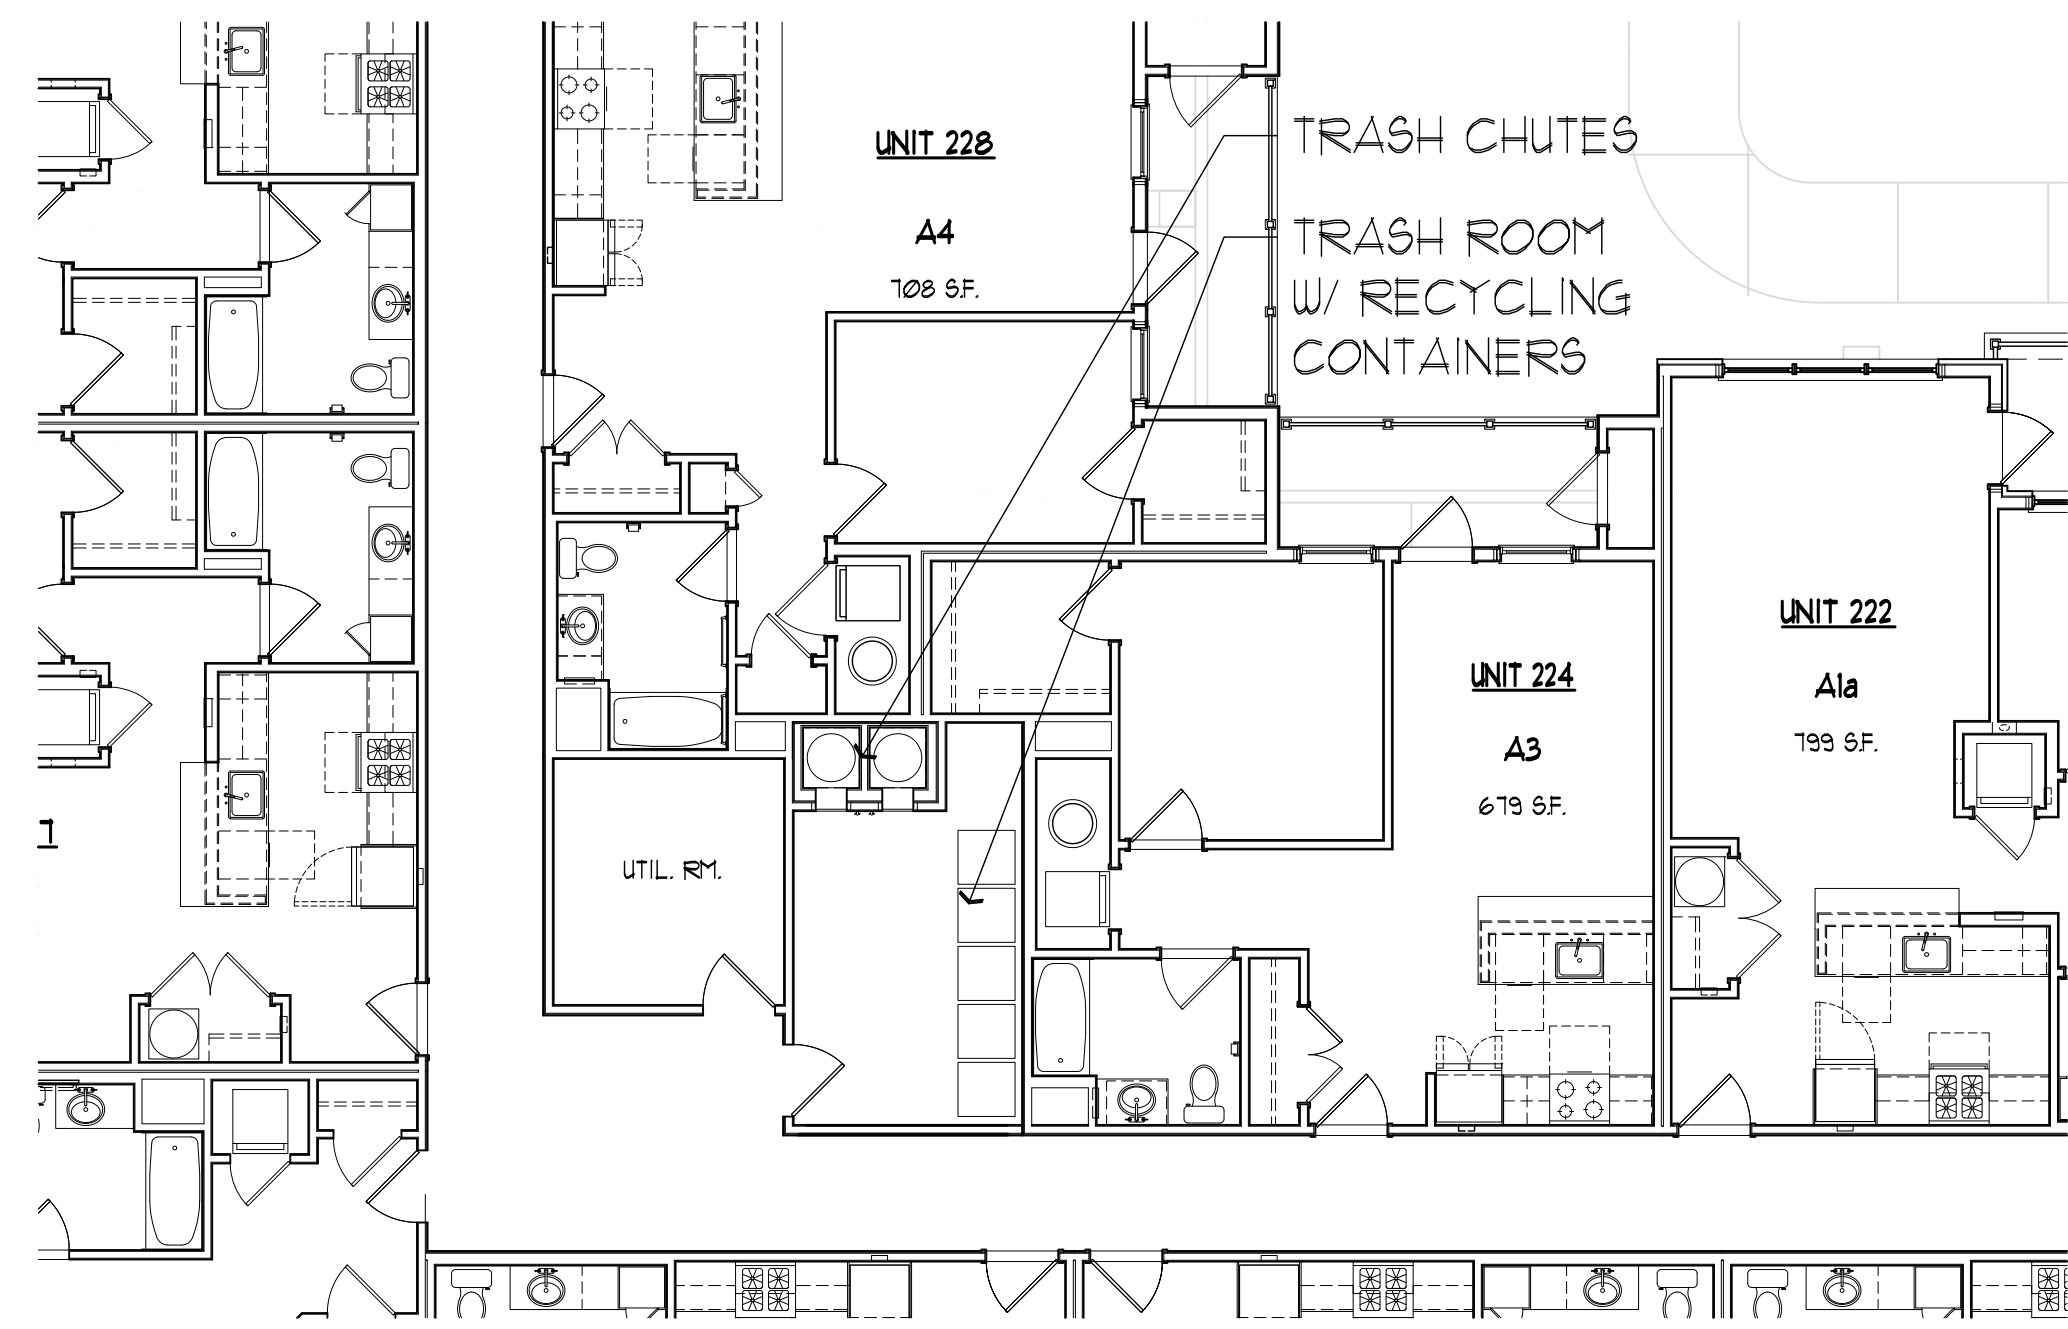 UNIT 228
A4
708 S.F.
TRASH CHUTES
TRASH ROOM
W/ RECYCLING
CONTAINERS
UNIT 222
A1a
799 S.F.
UNIT 224
A3
679 S.F.
UTIL. RM.